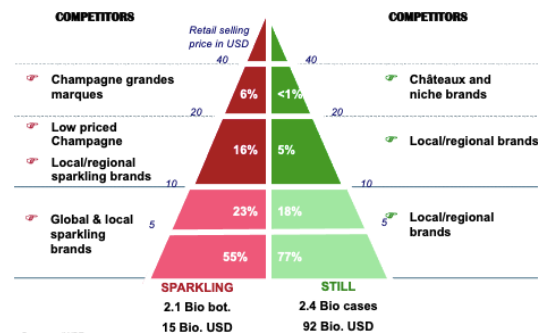 COMPETITORS
COMPETITORS
Retail selling
price in USD
40
40
Champagne grandes
marques
6%
<1%
Châteaux and
niche brands
20
20
Low priced
Champagne
Local/regional
sparkling brands
16%
5%
Local/regional brands
10
10
Global & local
sparkling
brands
5
23%
18%
5
Local/regional
brands
55%
77%
SPARKLING
2.1 Bio bot.
15 Bio. USD
STILL
2.4 Bio cases
92 Bio. USD